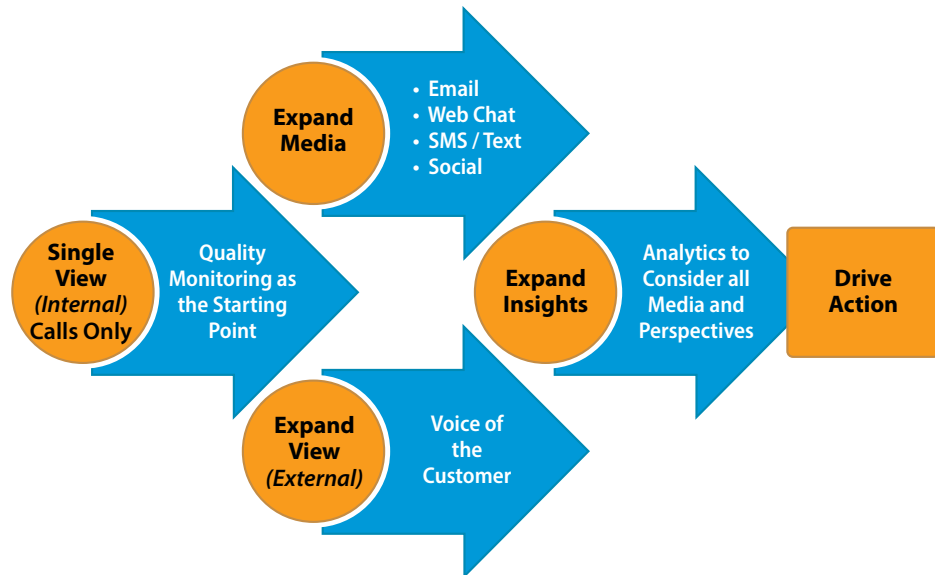 Single
View
(Internal)
Calls Only
Quality
Monitoring as
the Starting
Point
Expand
Media
• Email
• Web Chat
• SMS / Text
• Social
Expand
View
(External)
Voice of
the
Customer
Expand
Insights
Analytics to
Consider all
Media and
Perspectives
Drive
Action